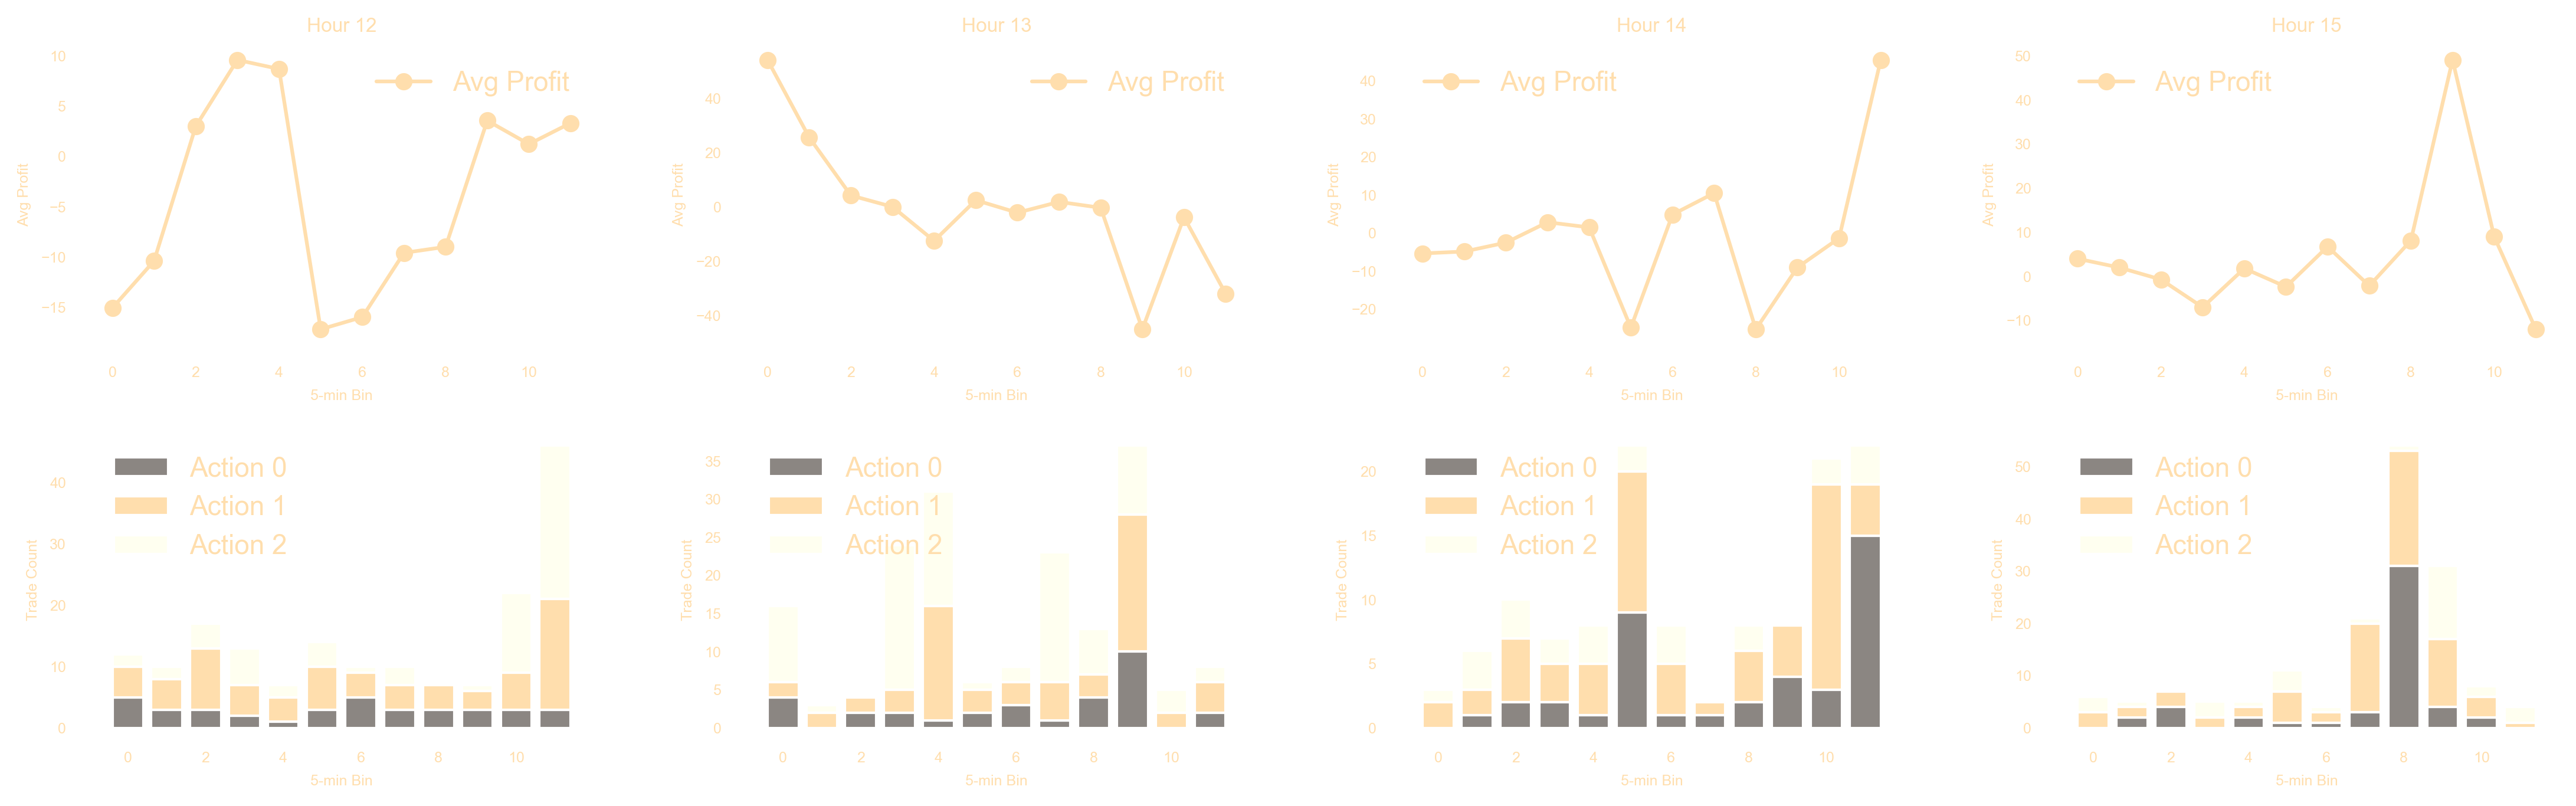 Hour 12
10
5
0
−5
−10
−15
Avg Profit
Avg Profit
0 2 4 6 8 10
5-min Bin
Hour 13
40
20
0
−20
−40
Avg Profit
Avg Profit
0 2 4 6 8 10
5-min Bin
Hour 14
40
30
20
10
0
−10
−20
Avg Profit
Avg Profit
0 2 4 6 8 10
5-min Bin
Hour 15
50
40
30
20
10
0
−10
Avg Profit
Avg Profit
0 2 4 6 8 10
5-min Bin
Action 0
Action 1
Action 2
40
30
20
10
0
Trade Count
0 2 4 6 8 10
5-min Bin
Action 0
Action 1
Action 2
35
30
25
20
15
10
5
0
Trade Count
0 2 4 6 8 10
5-min Bin
Action 0
Action 1
Action 2
20
15
10
5
0
Trade Count
0 2 4 6 8 10
5-min Bin
Action 0
Action 1
Action 2
50
40
30
20
10
0
Trade Count
0 2 4 6 8 10
5-min Bin